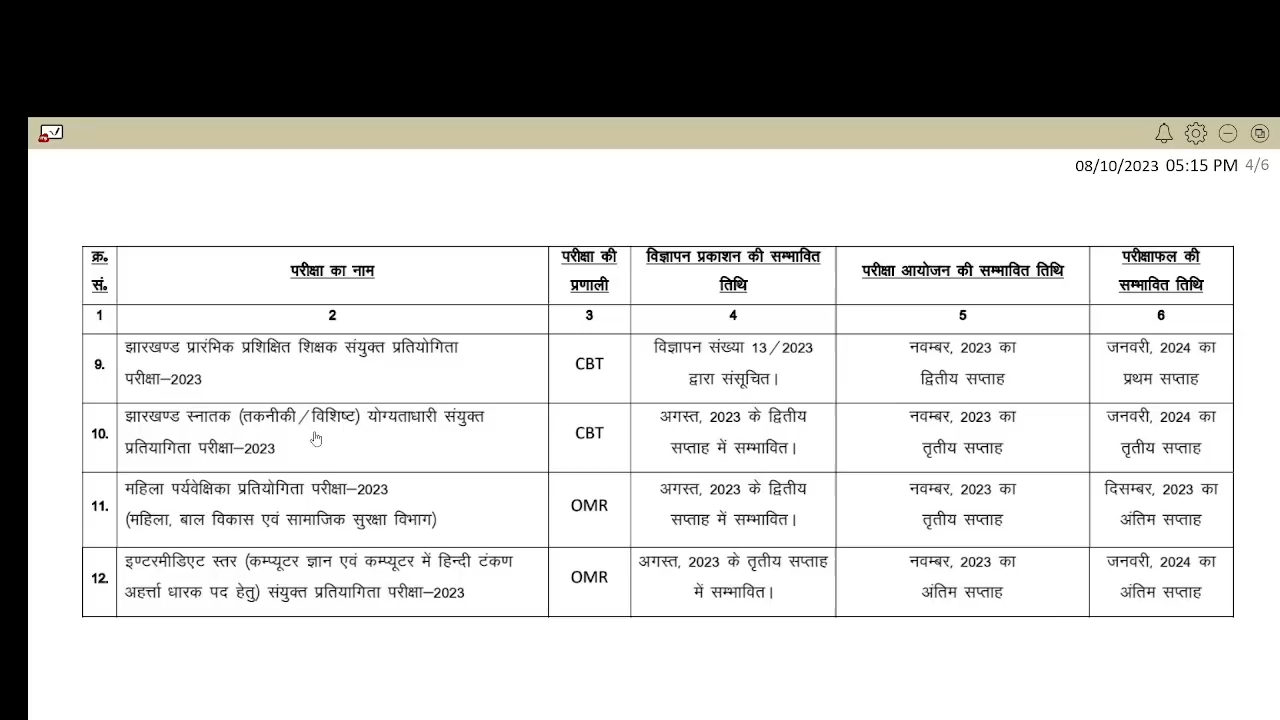 08/10/2023 05:15 PM 4/6
क्र॰ सं॰
परीक्षा का नाम
परीक्षा की प्रणाली
विज्ञापन प्रकाशन की सम्भावित तिथि
परीक्षा आयोजन की सम्भावित तिथि
परीक्षाफल की सम्भावित तिथि
1 2 3 4 5 6
9.
झारखण्ड प्रारंभिक प्रशिक्षित शिक्षक संयुक्त प्रतियोगिता
परीक्षा–2023
CBT
विज्ञापन संख्या 13/2023
द्वारा संसूचित।
नवम्बर, 2023 का
द्वितीय सप्ताह
जनवरी, 2024 का
प्रथम सप्ताह
10.
झारखण्ड स्नातक (तकनीकी/विशिष्ट) योग्यताधारी संयुक्त
प्रतियागिता परीक्षा–2023
CBT
अगस्त, 2023 के द्वितीय
सप्ताह में सम्भावित।
नवम्बर, 2023 का
तृतीय सप्ताह
जनवरी, 2024 का
तृतीय सप्ताह
11.
महिला पर्यवेक्षिका प्रतियोगिता परीक्षा–2023
(महिला, बाल विकास एवं सामाजिक सुरक्षा विभाग)
OMR
अगस्त, 2023 के द्वितीय
सप्ताह में सम्भावित।
नवम्बर, 2023 का
तृतीय सप्ताह
दिसम्बर, 2023 का
अंतिम सप्ताह
12.
इण्टरमीडिएट स्तर (कम्प्यूटर ज्ञान एवं कम्प्यूटर में हिन्दी टंकण
अहर्त्ता धारक पद हेतु) संयुक्त प्रतियागिता परीक्षा–2023
OMR
अगस्त, 2023 के तृतीय सप्ताह
में सम्भावित।
नवम्बर, 2023 का
अंतिम सप्ताह
जनवरी, 2024 का
अंतिम सप्ताह